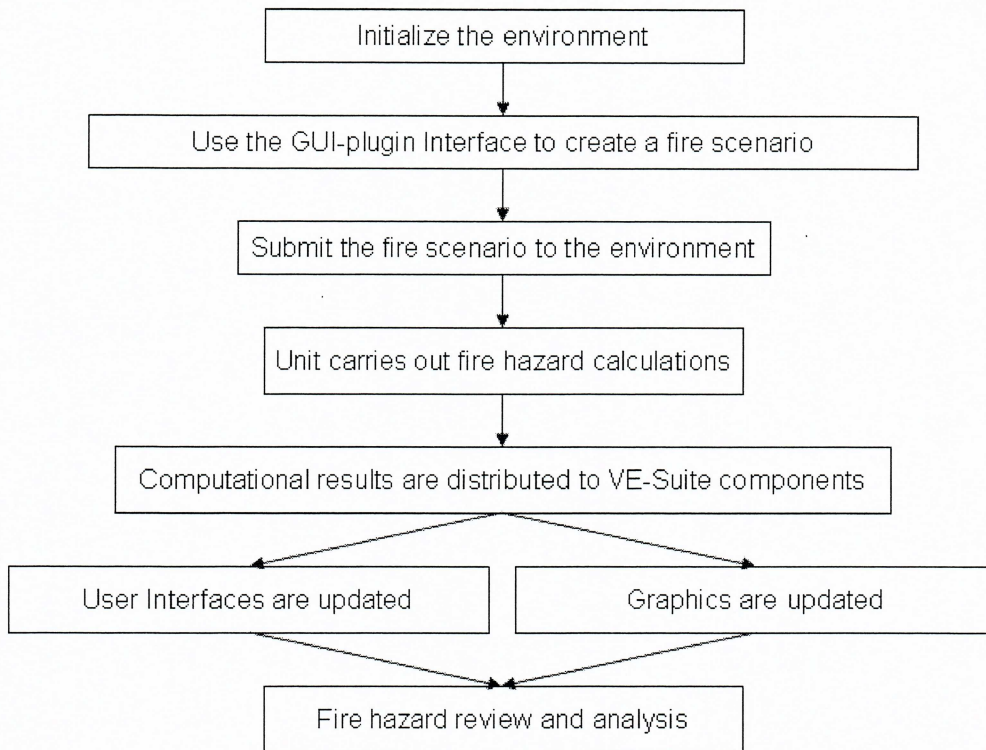 Initialize the environment
Use the GUI-plugin Interface to create a fire scenario
Submit the fire scenario to the environment
Unit carries out fire hazard calculations
Computational results are distributed to VE-Suite components
User Interfaces are updated
Graphics are updated
Fire hazard review and analysis